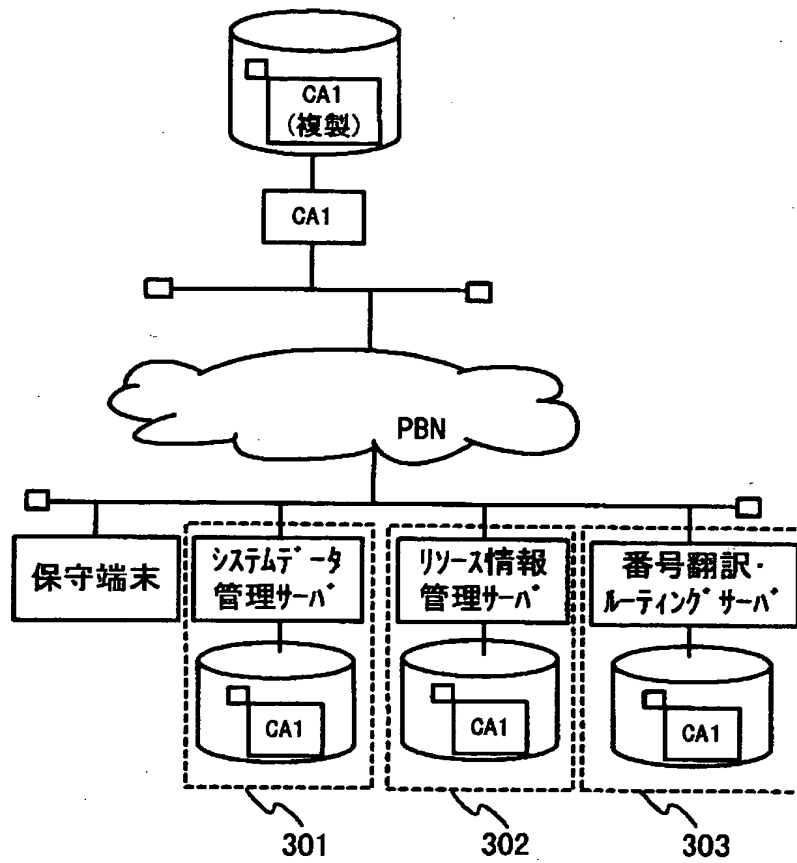 CA1
(複製)
CA1
PBN
保守端末
ｼｽﾃﾑﾃﾞｰﾀ
管理ｻｰﾊﾞ
ﾘｿｰｽ情報
管理ｻｰﾊﾞ
番号翻訳・
ﾙｰﾃｨﾝｸﾞｻｰﾊﾞ
CA1
CA1
CA1
301
302
303